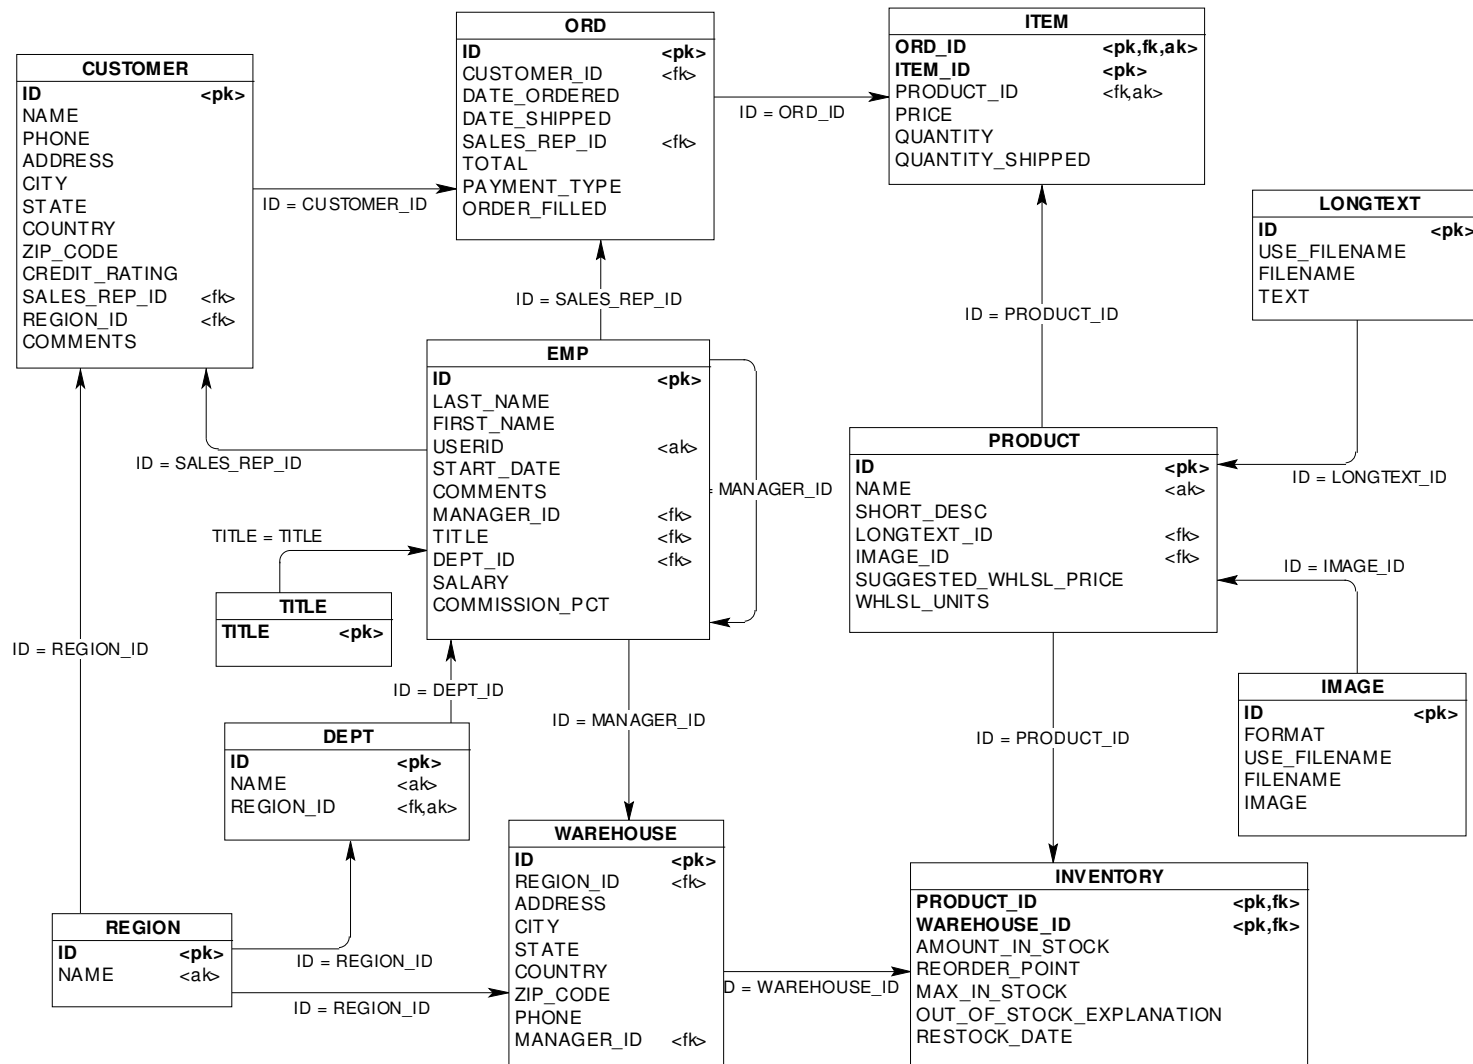 CUSTOMER
ID <pk>
NAME
PHONE
ADDRESS
CITY
STATE
COUNTRY
ZIP_CODE
CREDIT_RATING
SALES_REP_ID <fk>
REGION_ID <fk>
COMMENTS
ORD
ID <pk>
CUSTOMER_ID <fk>
DATE_ORDERED
DATE_SHIPPED
SALES_REP_ID <fk>
TOTAL
PAYMENT_TYPE
ORDER_FILLED
ITEM
ORD_ID <pk,fk,ak>
ITEM_ID <pk>
PRODUCT_ID <fk,ak>
PRICE
QUANTITY
QUANTITY_SHIPPED
ID = ORD_ID
ID = CUSTOMER_ID
LONGTEXT
ID <pk>
USE_FILENAME
FILENAME
TEXT
ID = SALES_REP_ID
ID = PRODUCT_ID
EMP
ID <pk>
LAST_NAME
FIRST_NAME
USERID <ak>
START_DATE
COMMENTS
MANAGER_ID <fk>
TITLE <fk>
DEPT_ID <fk>
SALARY
COMMISSION_PCT
ID = SALES_REP_ID
= MANAGER_ID
PRODUCT
ID <pk>
NAME <ak>
SHORT_DESC
LONGTEXT_ID <fk>
IMAGE_ID <fk>
SUGGESTED_WHLSL_PRICE
WHLSL_UNITS
ID = LONGTEXT_ID
ID = IMAGE_ID
TITLE = TITLE
TITLE
TITLE <pk>
ID = REGION_ID
ID = DEPT_ID
ID = MANAGER_ID
ID = PRODUCT_ID
IMAGE
ID <pk>
FORMAT
USE_FILENAME
FILENAME
IMAGE
DEPT
ID <pk>
NAME <ak>
REGION_ID <fk,ak>
WAREHOUSE
ID <pk>
REGION_ID <fk>
ADDRESS
CITY
STATE
COUNTRY
ZIP_CODE
PHONE
MANAGER_ID <fk>
INVENTORY
PRODUCT_ID <pk,fk>
WAREHOUSE_ID <pk,fk>
AMOUNT_IN_STOCK
REORDER_POINT
MAX_IN_STOCK
OUT_OF_STOCK_EXPLANATION
RESTOCK_DATE
REGION
ID <pk>
NAME <ak>
ID = REGION_ID
ID = REGION_ID
D = WAREHOUSE_ID